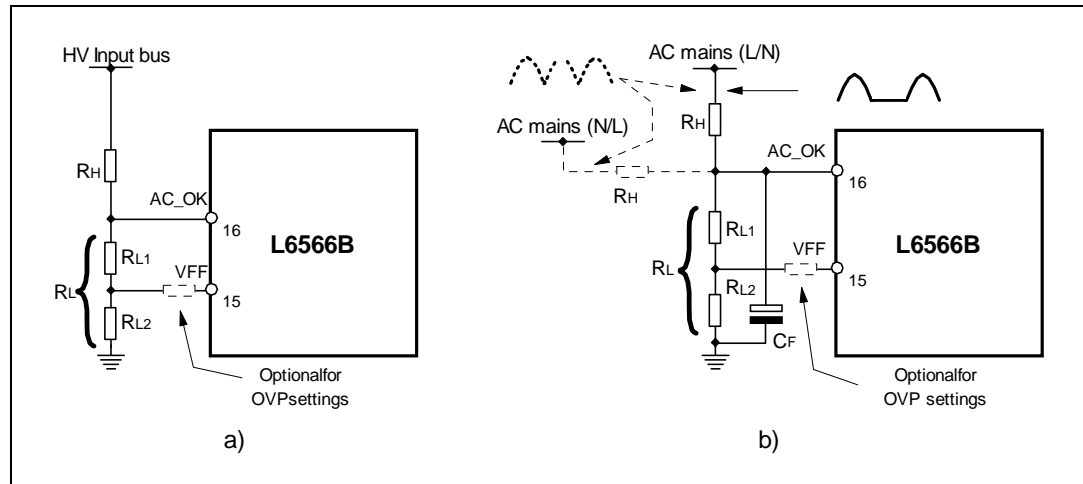 HV Input bus
RH
AC_OK
16
L6566B
RL1
VFF
RL
15
RL2
Optionalfor
OVPsettings
a)
AC mains (L/N)
RH
AC mains (N/L)
AC_OK
16
RH
L6566B
RL1
VFF
RL
15
RL2
CF
Optionalfor
OVP settings
b)